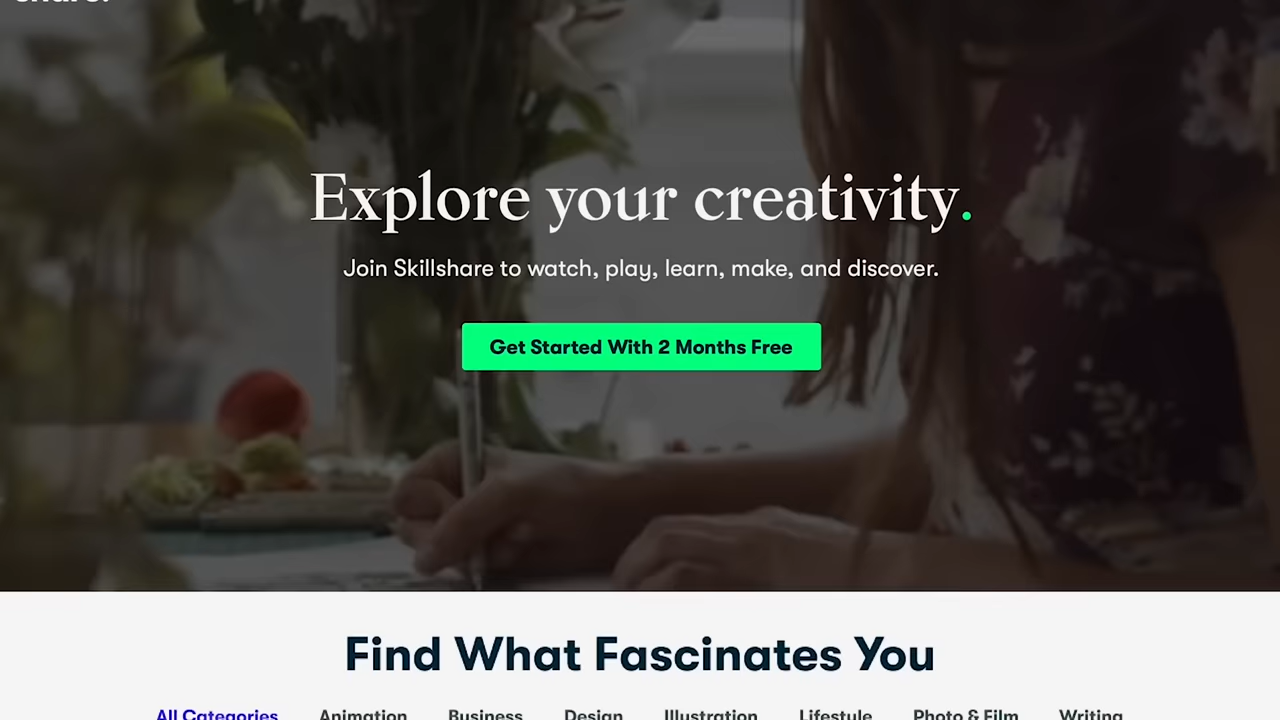 share.
Explore your creativity.
Join Skillshare to watch, play, learn, make, and discover.
Get Started With 2 Months Free
Find What Fascinates You
All Categories Animation Business Design Illustration Lifestyle Photo & Film Writing